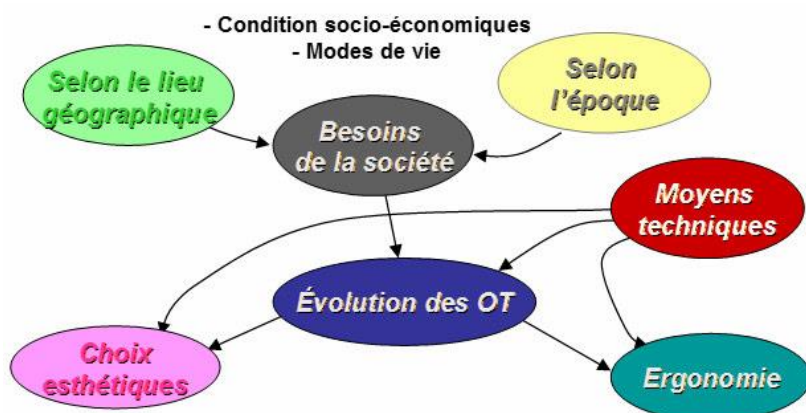 - Condition socio-économiques
- Modes de vie
Selon le lieu
géographique
Selon
l'époque
Besoins
de la société
Moyens
techniques
Évolution des OT
Choix
esthétiques
Ergonomie